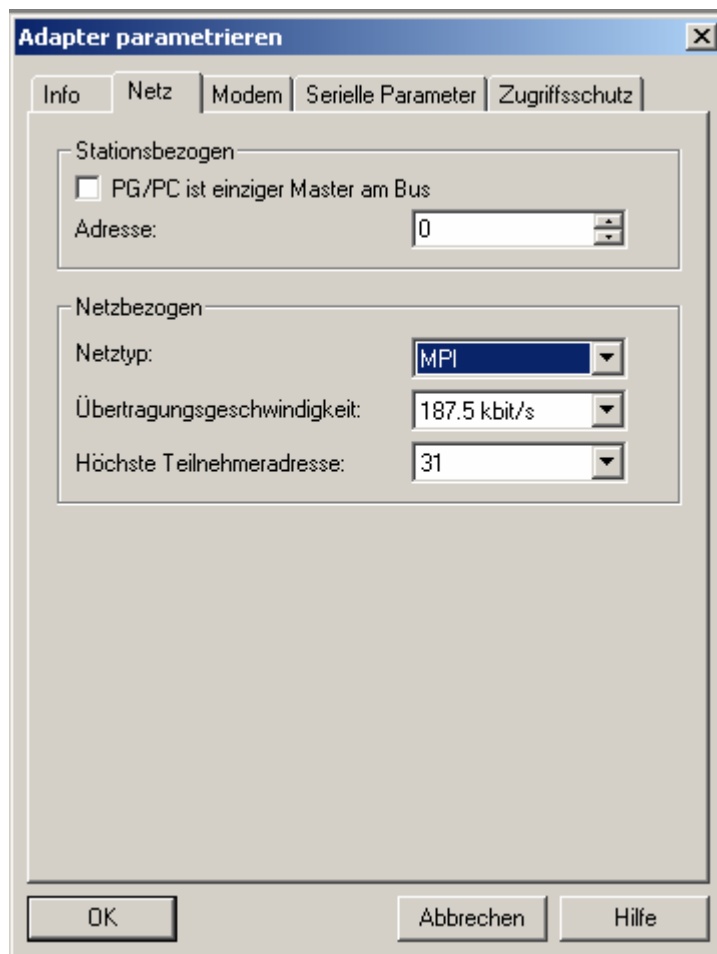 Adapter parametrieren
Info Netz Modem Serielle Parameter Zugriffsschutz
Stationsbezogen
PG/PC ist einziger Master am Bus
Adresse: 0
Netzbezogen
Netztyp: MPI
Übertragungsgeschwindigkeit: 187.5 kbit/s
Höchste Teilnehmeradresse: 31
OK Abbrechen Hilfe